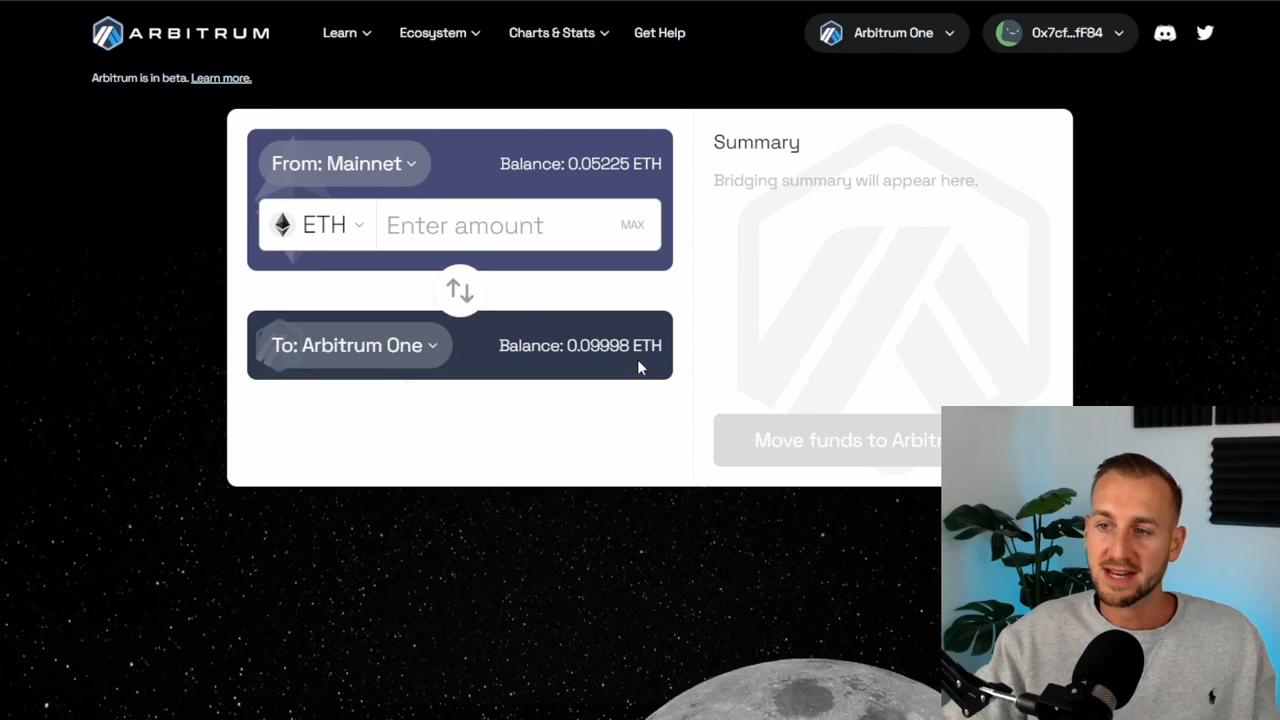 ARBITRUM
Learn
Ecosystem
Charts & Stats
Get Help
Arbitrum One
0x7cf...fF84
Arbitrum is in beta. Learn more.
From: Mainnet
Balance: 0.05225 ETH
ETH
Enter amount
MAX
To: Arbitrum One
Balance: 0.09998 ETH
Summary
Bridging summary will appear here.
Move funds to Arbitr